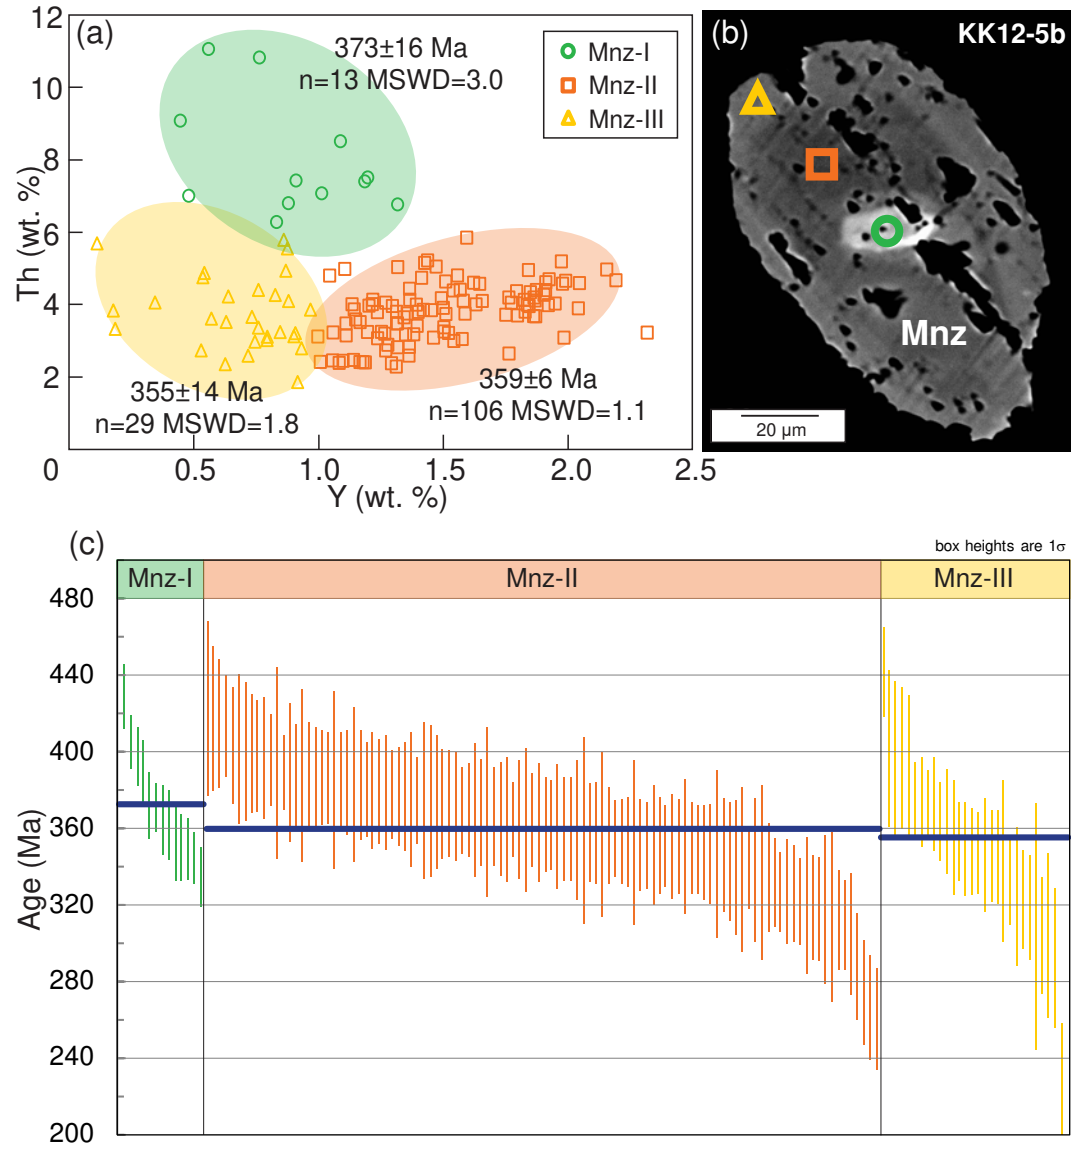 (a)
12
10
8
6
4
2
0
0.5
1.0
1.5
2.0
2.5
Th (wt. %)
Y (wt. %)
373±16 Ma
n=13 MSWD=3.0
Mnz-I
Mnz-II
Mnz-III
355±14 Ma
n=29 MSWD=1.8
359±6 Ma
n=106 MSWD=1.1
(b)
KK12-5b
Mnz
20 µm
(c)
box heights are 1σ
Mnz-I
Mnz-II
Mnz-III
Age (Ma)
480
440
400
360
320
280
240
200